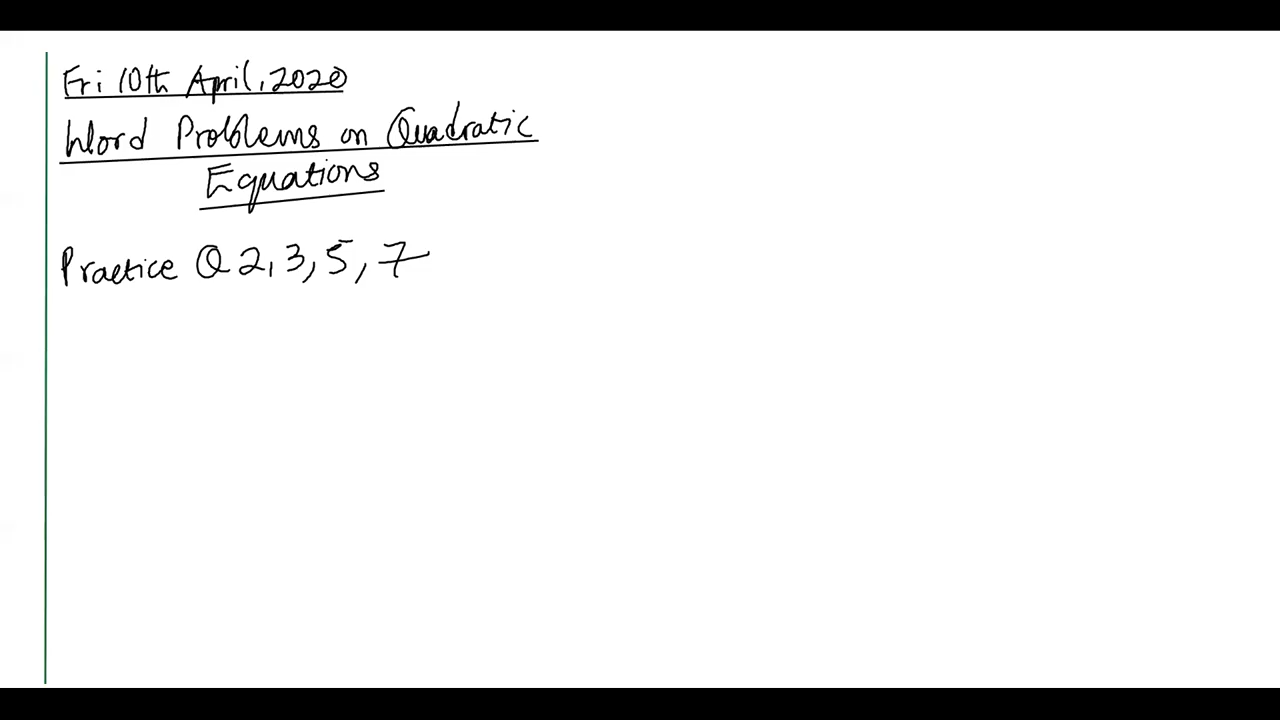 Fri 10th April, 2020
Word Problems on Quadratic
Equations
Practice Q 2, 3, 5, 7